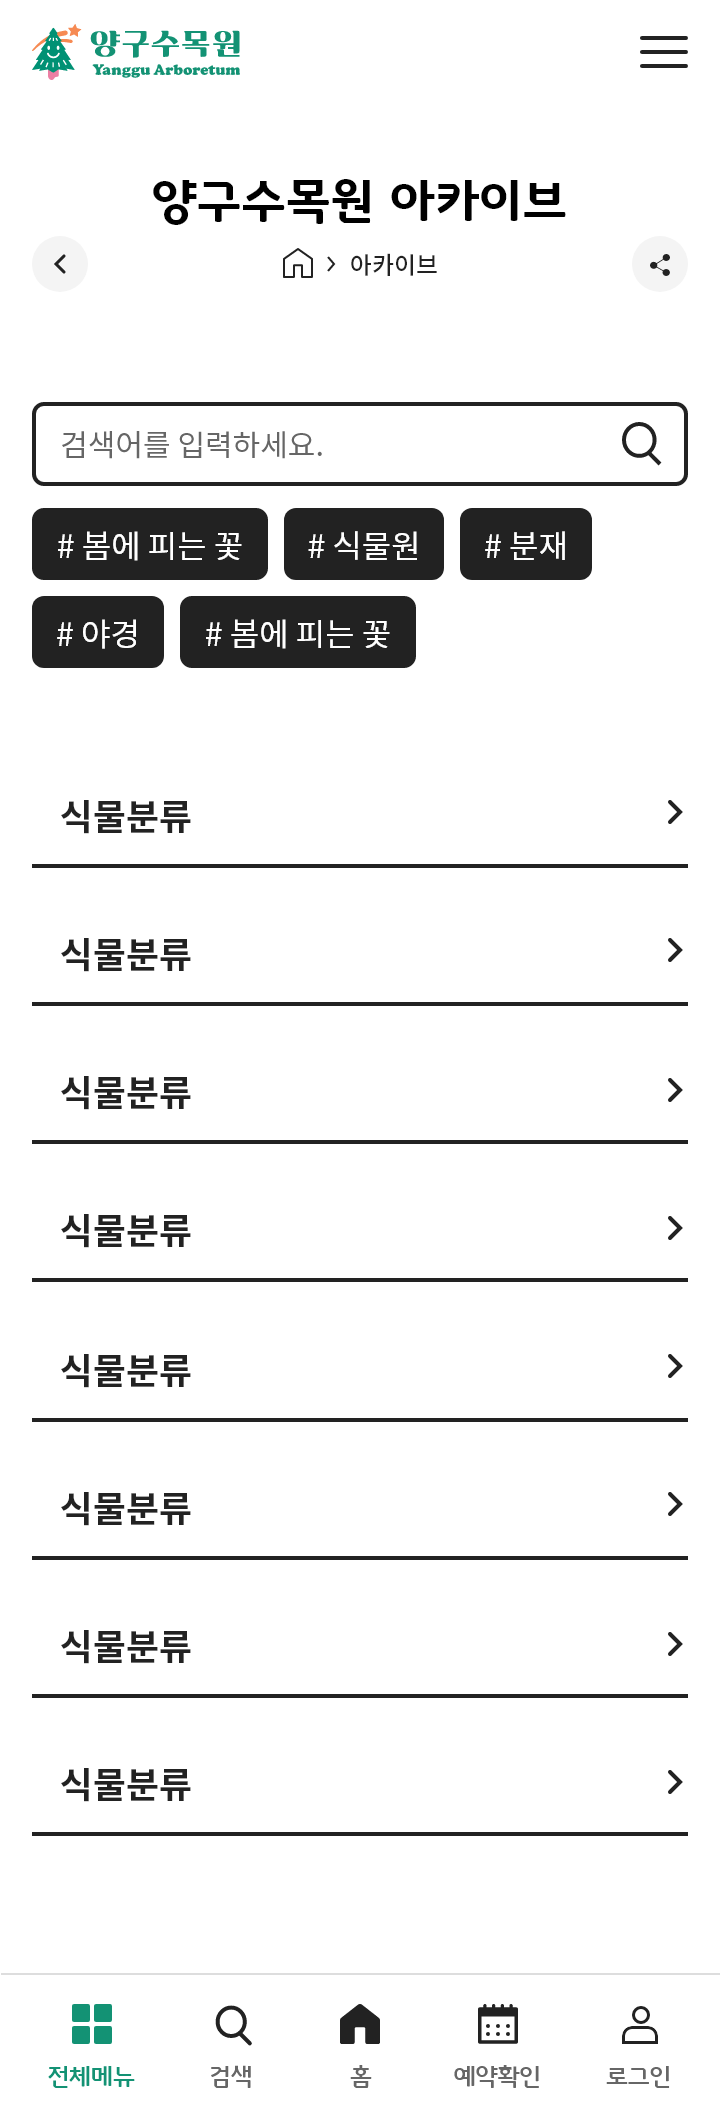 양구수목원
Yanggu Arboretum
양구수목원 아카이브
아카이브
검색어를 입력하세요.
# 봄에 피는 꽃 # 식물원 # 분재
# 야경 # 봄에 피는 꽃
식물분류
식물분류
식물분류
식물분류
식물분류
식물분류
식물분류
식물분류
전체메뉴 검색 홈 예약확인 로그인